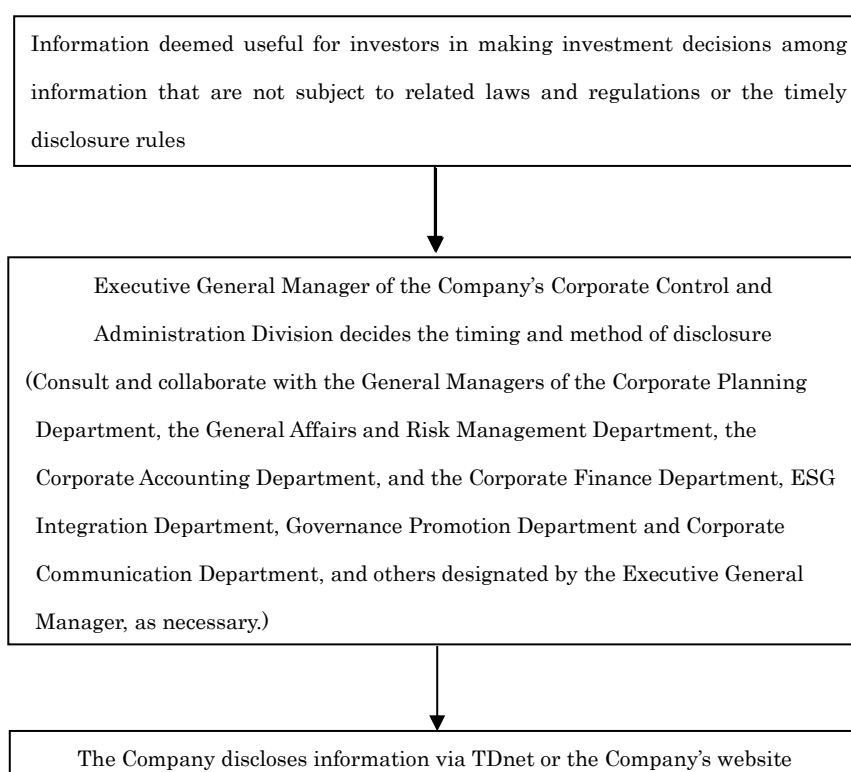 Information deemed useful for investors in making investment decisions among
information that are not subject to related laws and regulations or the timely
disclosure rules
Executive General Manager of the Company’s Corporate Control and
Administration Division decides the timing and method of disclosure
(Consult and collaborate with the General Managers of the Corporate Planning
Department, the General Affairs and Risk Management Department, the
Corporate Accounting Department, and the Corporate Finance Department, ESG
Integration Department, Governance Promotion Department and Corporate
Communication Department, and others designated by the Executive General
Manager, as necessary.)
The Company discloses information via TDnet or the Company’s website